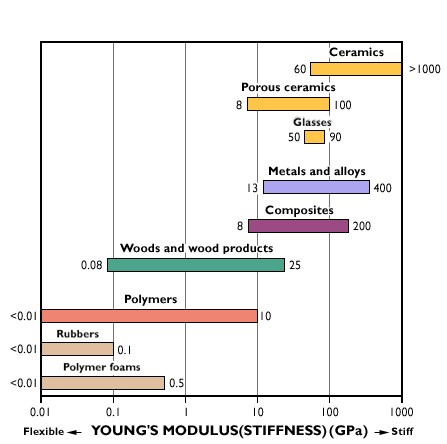 Ceramics
60 >1000
Porous ceramics
8 100
Glasses
50 90
Metals and alloys
13 400
Composites
8 200
Woods and wood products
0.08 25
Polymers
<0.01 10
Rubbers
<0.01 0.1
Polymer foams
<0.01 0.5
0.01 0.1 1 10 100 1000
Flexible YOUNG'S MODULUS(STIFFNESS)(GPa) Stiff